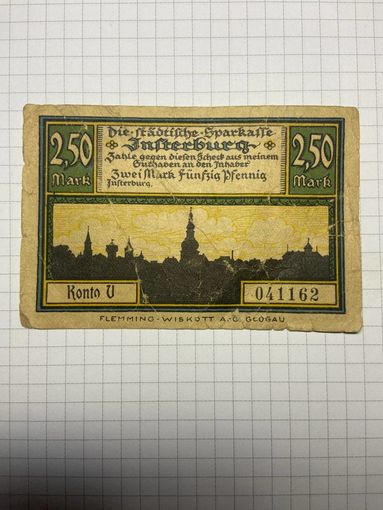 Die städtische Sparkasse
2,50 Mark
Insterburg
2,50 Mark
Zahle gegen diesen Scheck aus meinem
Guthaben an den Inhaber
Zwei Mark Fünfzig Pfennig
Insterburg.
Konto V
041162
FLEMMING-WISKOTT A.-G. GLOGAU